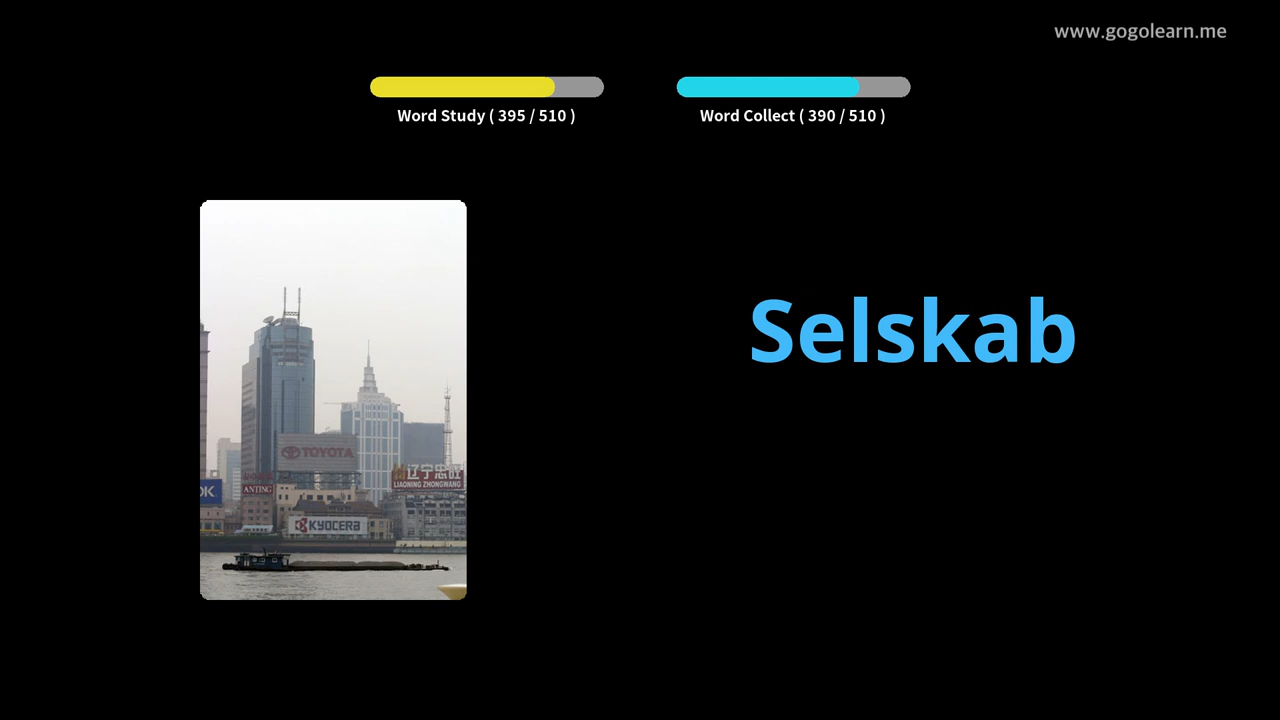 www.gogolearn.me
Word Study ( 395 / 510 )
Word Collect ( 390 / 510 )
Selskab
TOYOTA
辽宁忠旺
LIAONING ZHONGWANG
OK
ANTING
KYOCERA